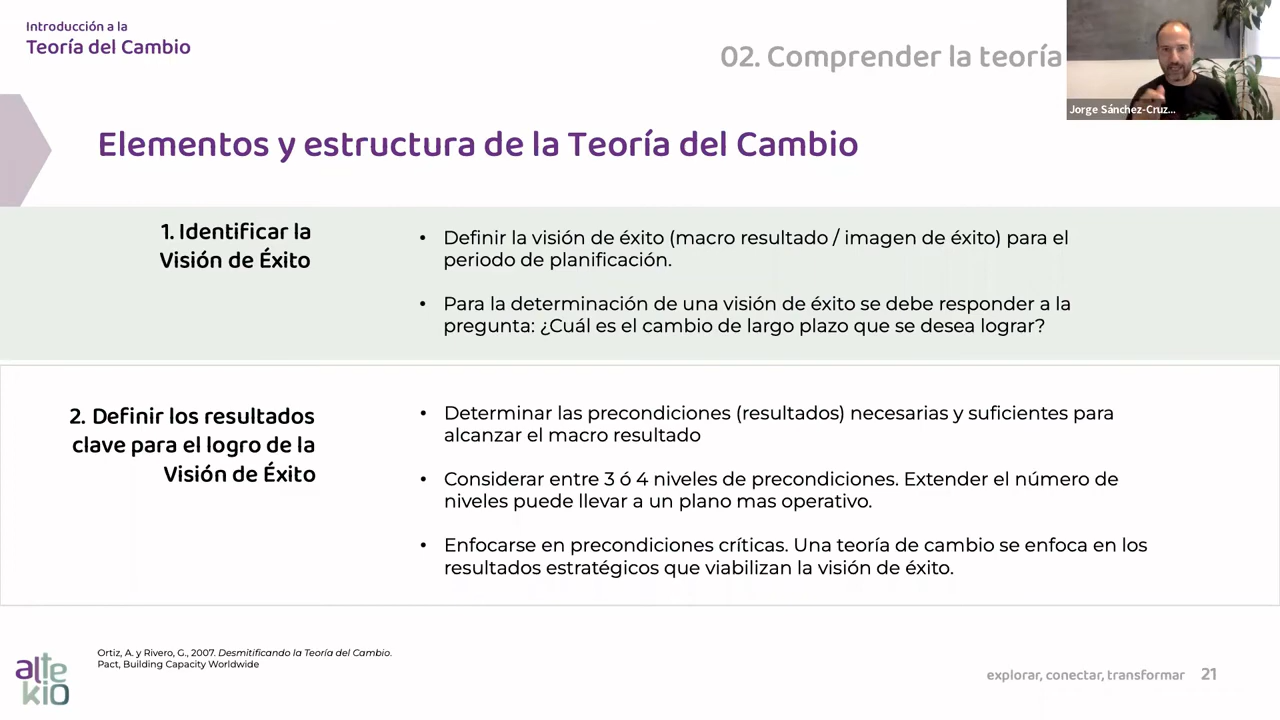 Introducción a la
Teoría del Cambio
02. Comprender la teoría
Jorge Sánchez-Cruz...
Elementos y estructura de la Teoría del Cambio
1. Identificar la
Visión de Éxito
• Definir la visión de éxito (macro resultado / imagen de éxito) para el
periodo de planificación.
• Para la determinación de una visión de éxito se debe responder a la
pregunta: ¿Cuál es el cambio de largo plazo que se desea lograr?
2. Definir los resultados
clave para el logro de la
Visión de Éxito
• Determinar las precondiciones (resultados) necesarias y suficientes para
alcanzar el macro resultado
• Considerar entre 3 ó 4 niveles de precondiciones. Extender el número de
niveles puede llevar a un plano mas operativo.
• Enfocarse en precondiciones críticas. Una teoría de cambio se enfoca en los
resultados estratégicos que viabilizan la visión de éxito.
Ortiz, A. y Rivero, G., 2007. Desmitificando la Teoría del Cambio.
Pact, Building Capacity Worldwide
alte
kio
explorar, conectar, transformar 21